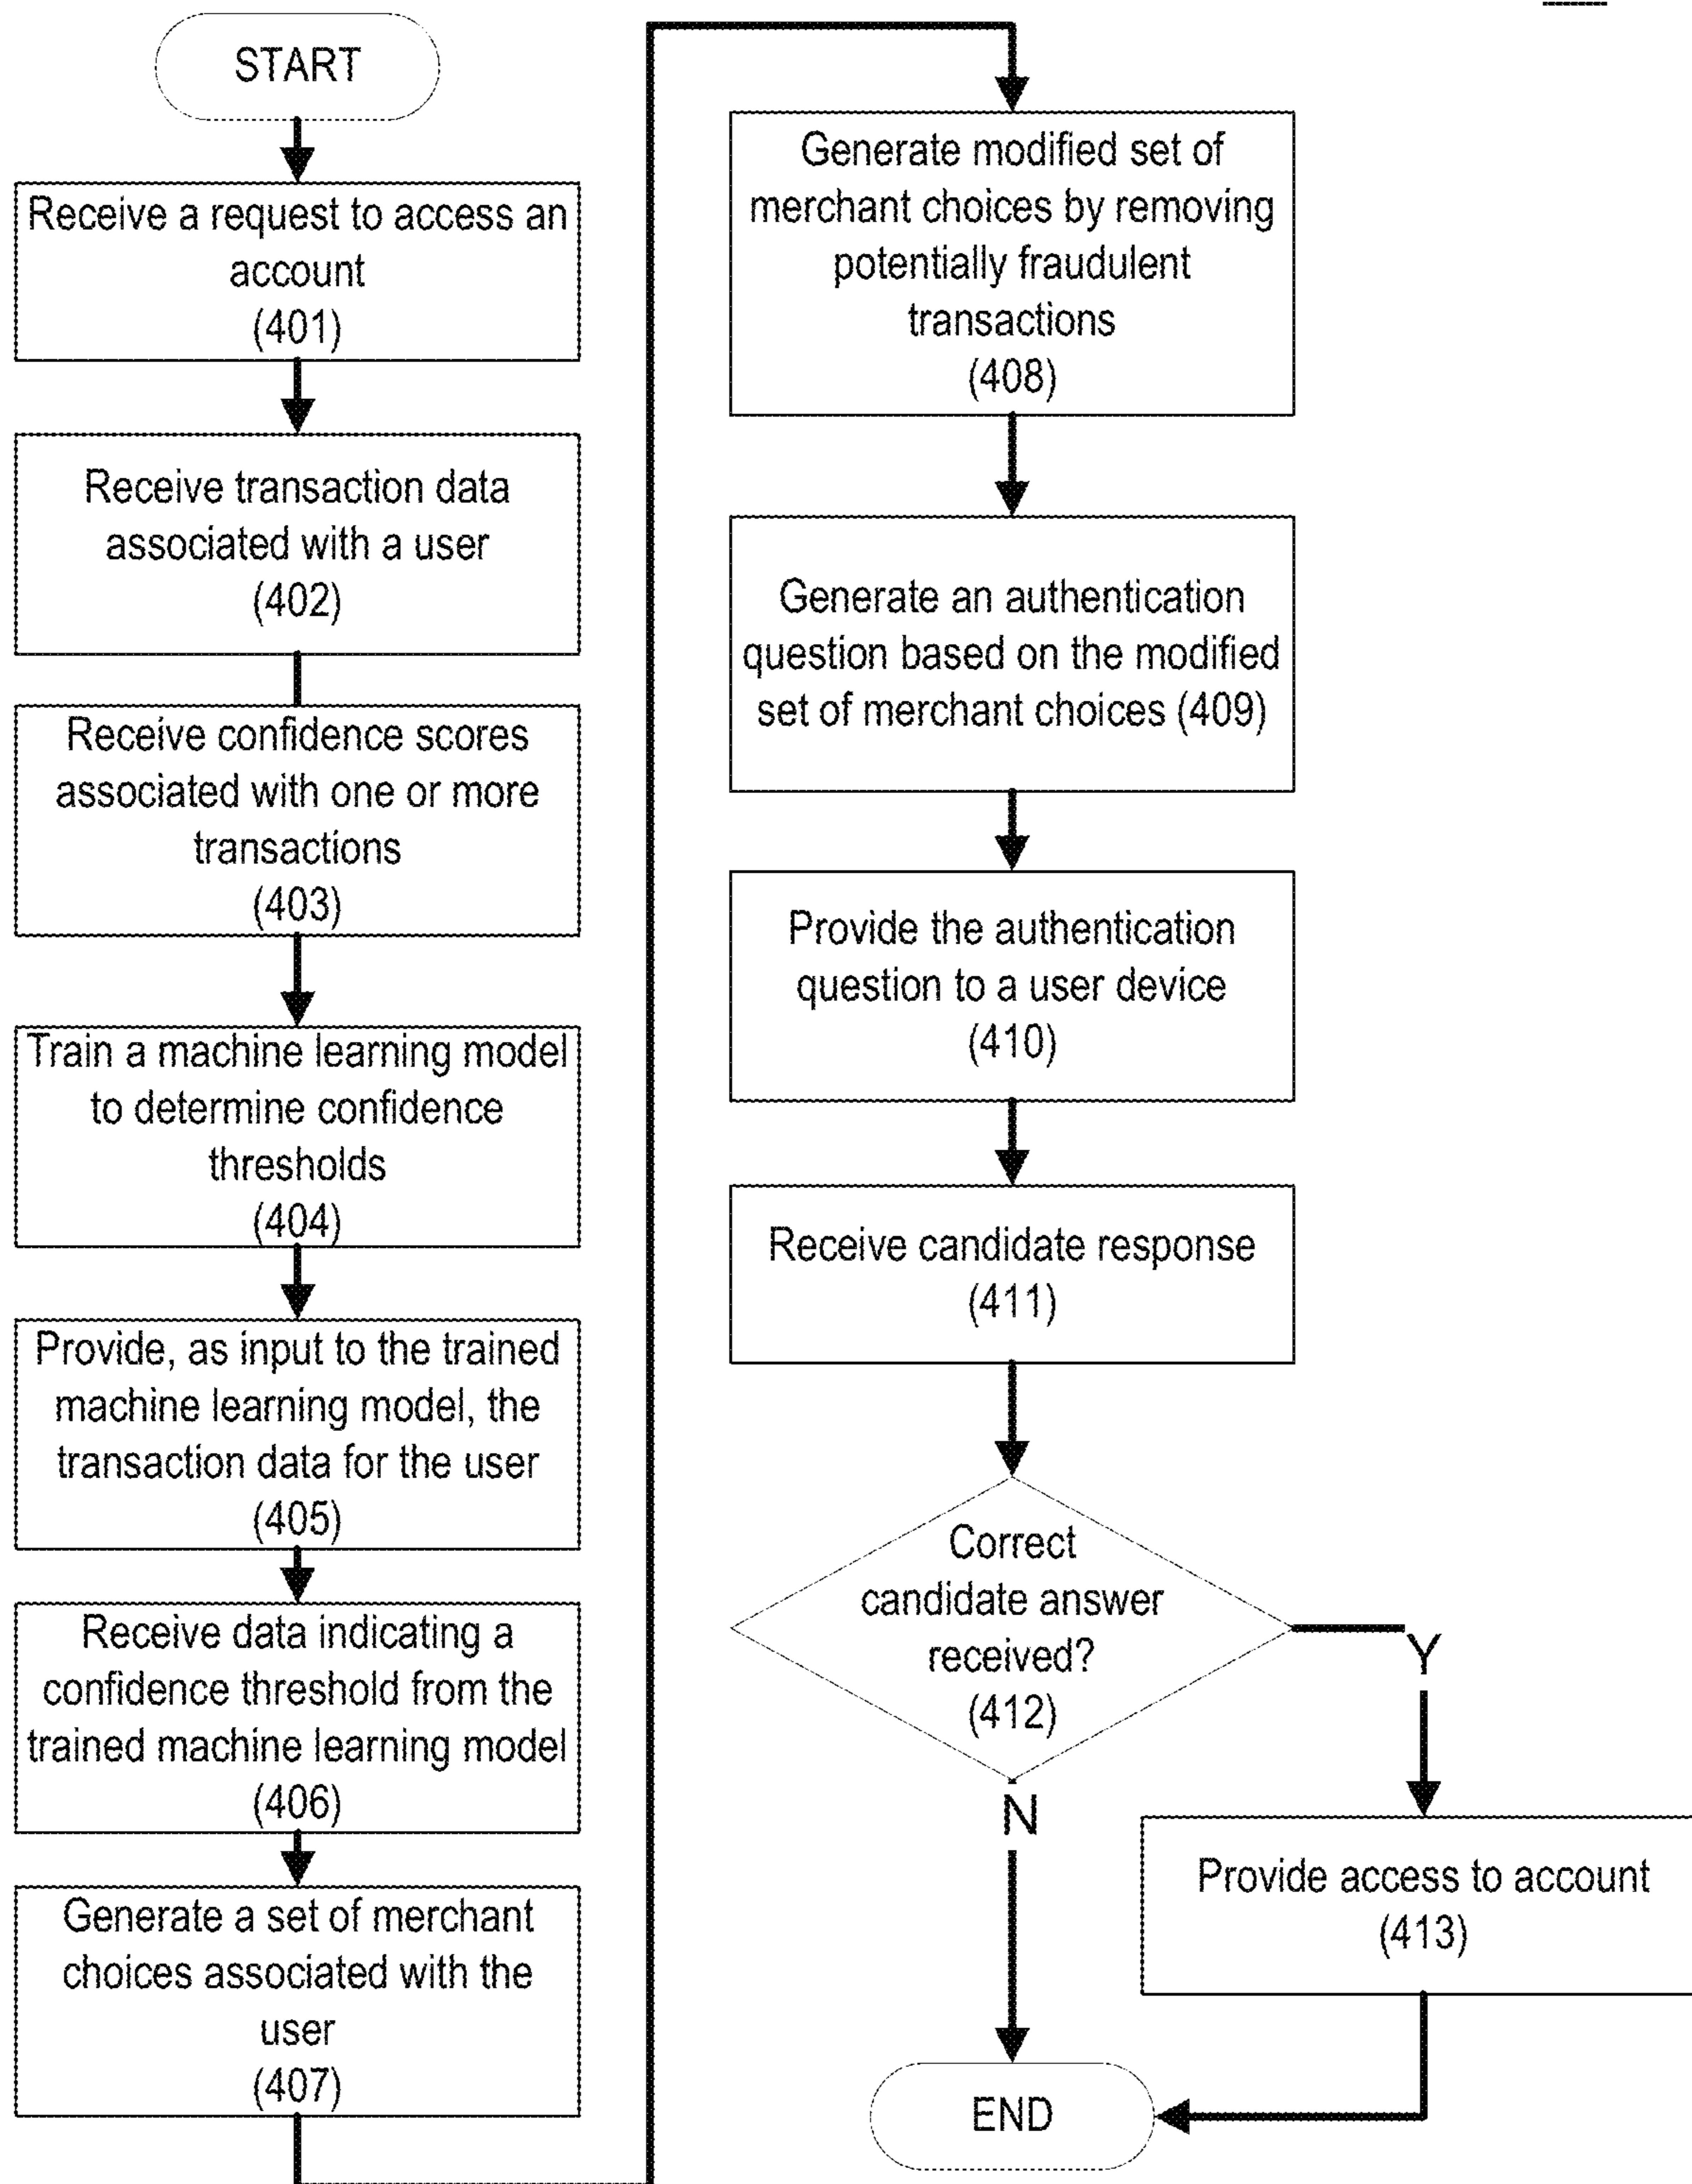 START
Receive a request to access an
account
(401)
Receive transaction data
associated with a user
(402)
Receive confidence scores
associated with one or more
transactions
(403)
Train a machine learning model
to determine confidence
thresholds
(404)
Provide, as input to the trained
machine learning model, the
transaction data for the user
(405)
Receive data indicating a
confidence threshold from the
trained machine learning model
(406)
Generate a set of merchant
choices associated with the
user
(407)
Generate modified set of
merchant choices by removing
potentially fraudulent
transactions
(408)
Generate an authentication
question based on the modified
set of merchant choices (409)
Provide the authentication
question to a user device
(410)
Receive candidate response
(411)
Correct
candidate answer
received?
(412)
Y
N
Provide access to account
(413)
END